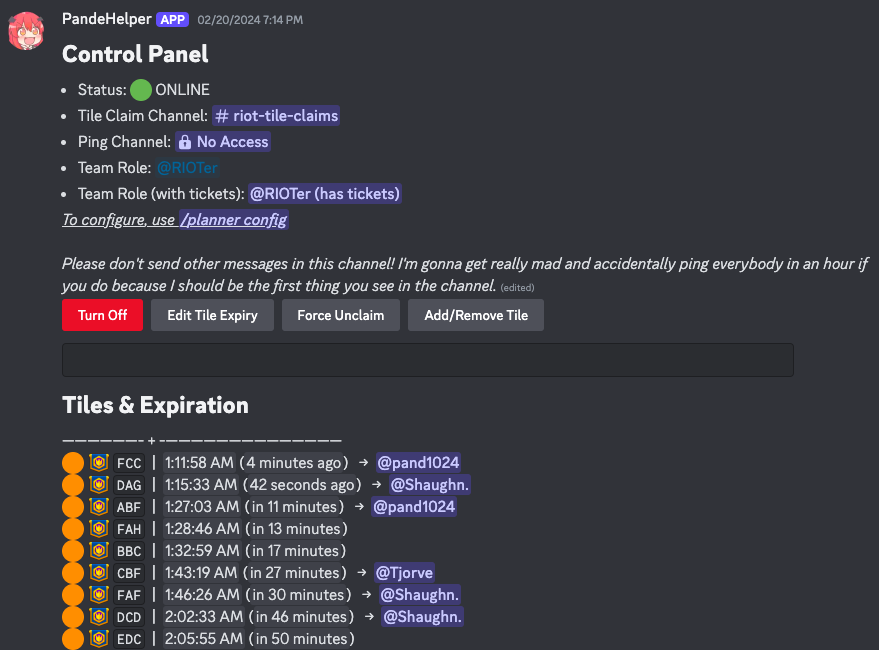 PandeHelper APP 02/20/2024 7:14 PM
Control Panel
• Status: ONLINE
• Tile Claim Channel: # riot-tile-claims
• Ping Channel: No Access
• Team Role: @RIOTer
• Team Role (with tickets): @RIOTer (has tickets)
To configure, use /planner config
Please don't send other messages in this channel! I'm gonna get really mad and accidentally ping everybody in an hour if
you do because I should be the first thing you see in the channel. (edited)
Turn Off Edit Tile Expiry Force Unclaim Add/Remove Tile
Tiles & Expiration
——————-+-———————————————
FCC | 1:11:58 AM (4 minutes ago) → @pand1024
DAG | 1:15:33 AM (42 seconds ago) → @Shaughn.
ABF | 1:27:03 AM (in 11 minutes) → @pand1024
FAH | 1:28:46 AM (in 13 minutes)
BBC | 1:32:59 AM (in 17 minutes)
CBF | 1:43:19 AM (in 27 minutes) → @Tjorve
FAF | 1:46:26 AM (in 30 minutes) → @Shaughn.
DCD | 2:02:33 AM (in 46 minutes) → @Shaughn.
EDC | 2:05:55 AM (in 50 minutes)